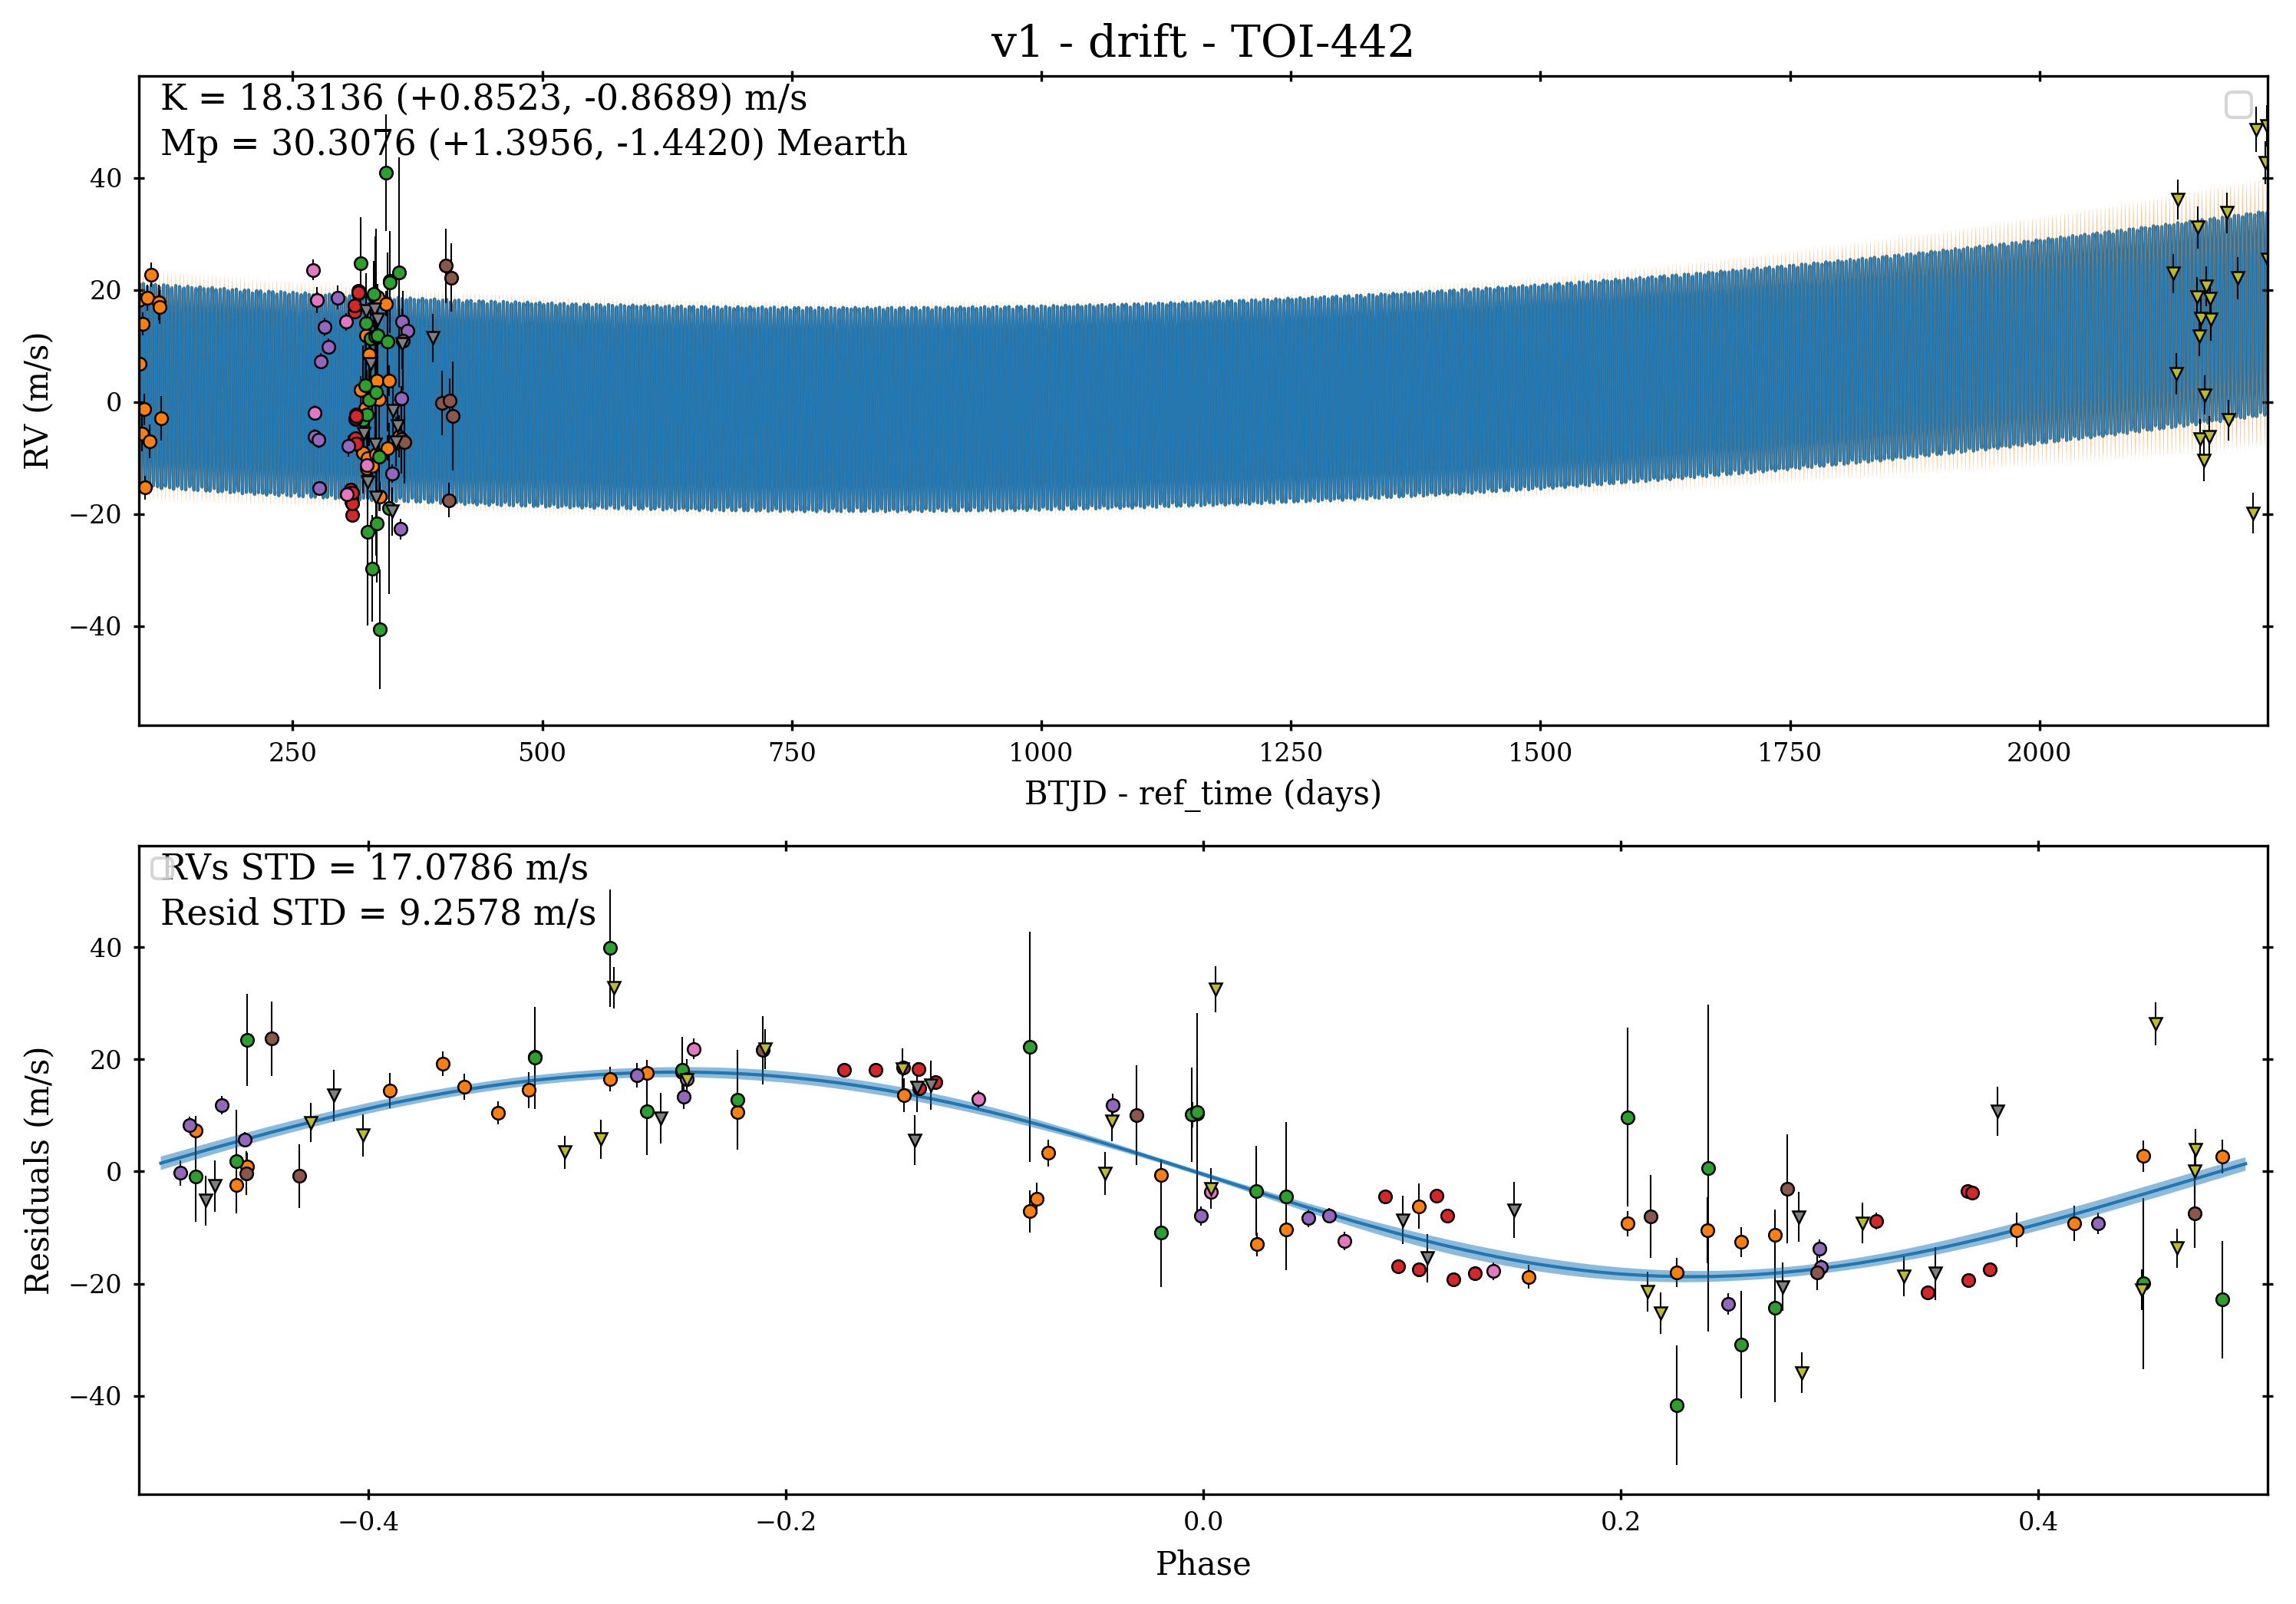 v1 - drift - TOI-442
K = 18.3136 (+0.8523, -0.8689) m/s
Mp = 30.3076 (+1.3956, -1.4420) Mearth
RV (m/s)
40
20
0
−20
−40
250 500 750 1000 1250 1500 1750 2000
BTJD - ref_time (days)
RVs STD = 17.0786 m/s
Resid STD = 9.2578 m/s
Residuals (m/s)
40
20
0
−20
−40
−0.4 −0.2 0.0 0.2 0.4
Phase